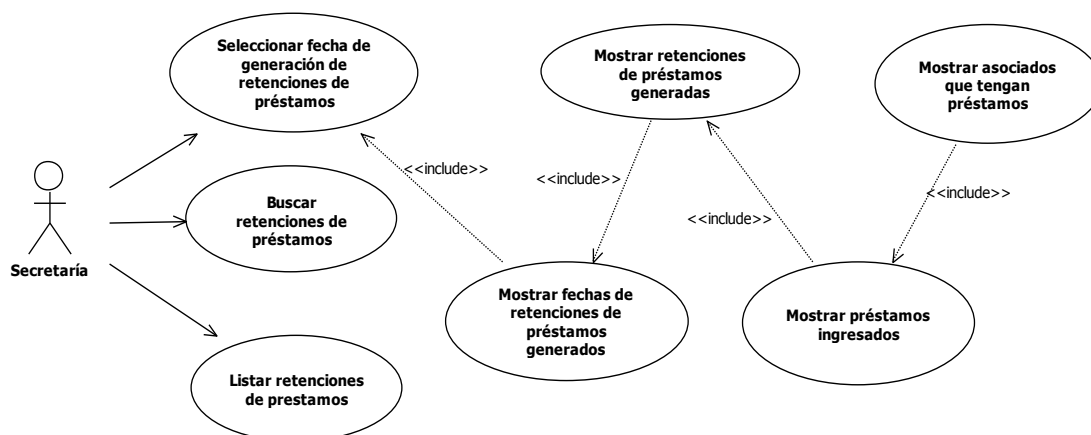 Seleccionar fecha de
generación de
retenciones de
préstamos
Mostrar retenciones
de préstamos
generadas
Mostrar asociados
que tengan
préstamos
<<include>>
<<include>>
<<include>>
<<include>>
Buscar
retenciones de
préstamos
Secretaría
Mostrar fechas de
retenciones de
préstamos
generados
Mostrar préstamos
ingresados
Listar retenciones
de prestamos